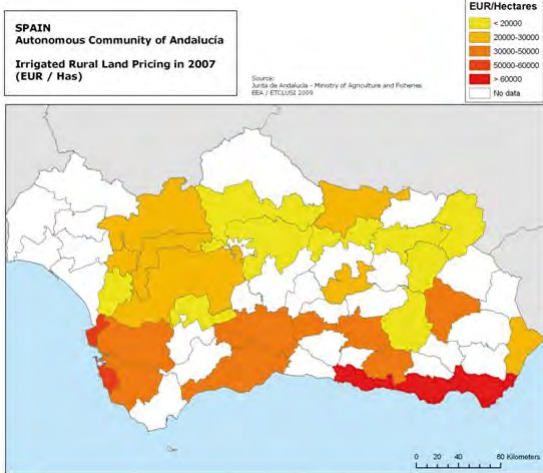 SPAIN
Autonomous Community of Andalucía
Irrigated Rural Land Pricing in 2007
(EUR / Has)
Source:
Junta de Andalucia - Ministry of Agriculture and Fisheries
EEA / ETCLUSI 2009
EUR/Hectares
< 20000
20000-30000
30000-50000
50000-60000
> 60000
No data
0 20 40 80 Kilometers